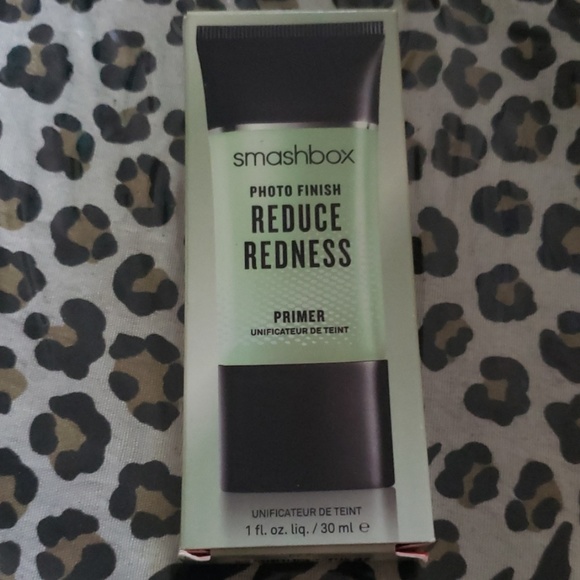 smashbox
PHOTO FINISH
REDUCE
REDNESS
PRIMER
UNIFICATEUR DE TEINT
UNIFICATEUR DE TEINT
1 fl. oz. liq. / 30 ml ℮